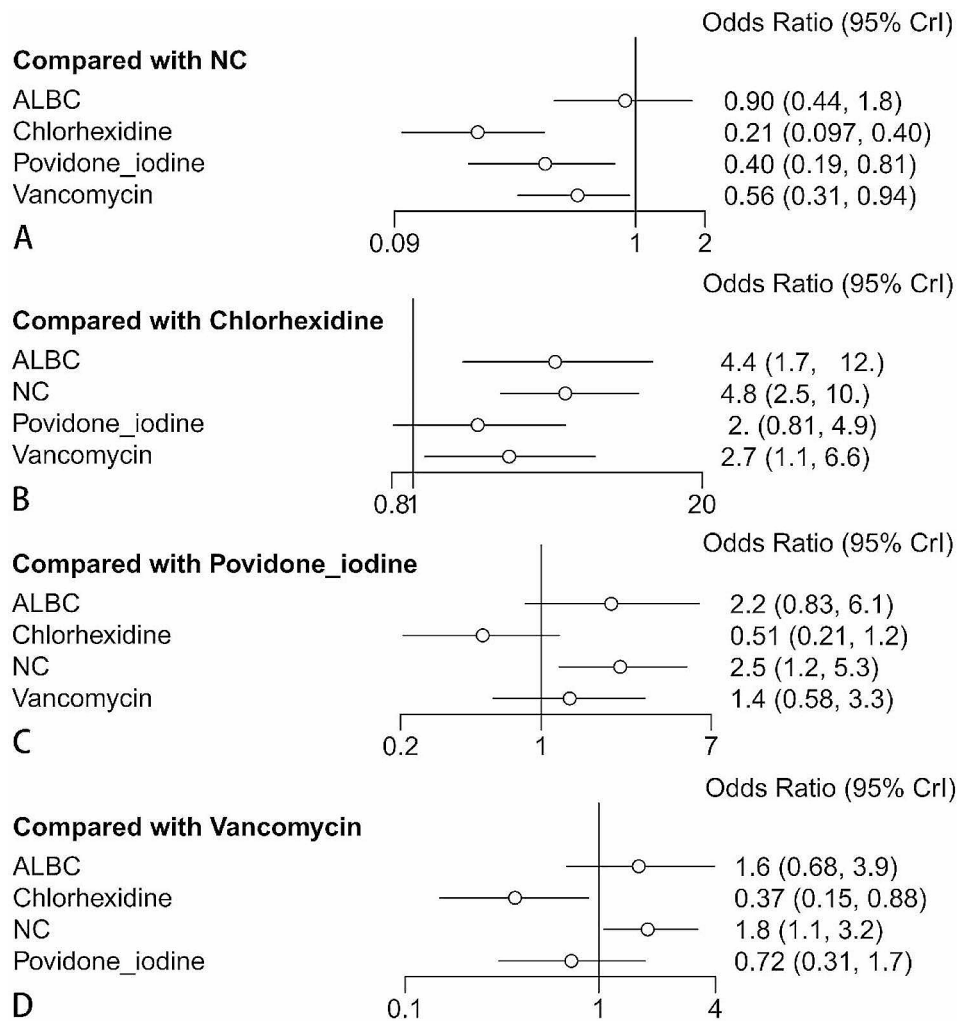 Odds Ratio (95% CrI)
Compared with NC
ALBC 0.90 (0.44, 1.8)
Chlorhexidine 0.21 (0.097, 0.40)
Povidone_iodine 0.40 (0.19, 0.81)
Vancomycin 0.56 (0.31, 0.94)
A 0.09 1 2
Odds Ratio (95% CrI)
Compared with Chlorhexidine
ALBC 4.4 (1.7, 12.)
NC 4.8 (2.5, 10.)
Povidone_iodine 2. (0.81, 4.9)
Vancomycin 2.7 (1.1, 6.6)
B 0.81 20
Odds Ratio (95% CrI)
Compared with Povidone_iodine
ALBC 2.2 (0.83, 6.1)
Chlorhexidine 0.51 (0.21, 1.2)
NC 2.5 (1.2, 5.3)
Vancomycin 1.4 (0.58, 3.3)
C 0.2 1 7
Odds Ratio (95% CrI)
Compared with Vancomycin
ALBC 1.6 (0.68, 3.9)
Chlorhexidine 0.37 (0.15, 0.88)
NC 1.8 (1.1, 3.2)
Povidone_iodine 0.72 (0.31, 1.7)
D 0.1 1 4